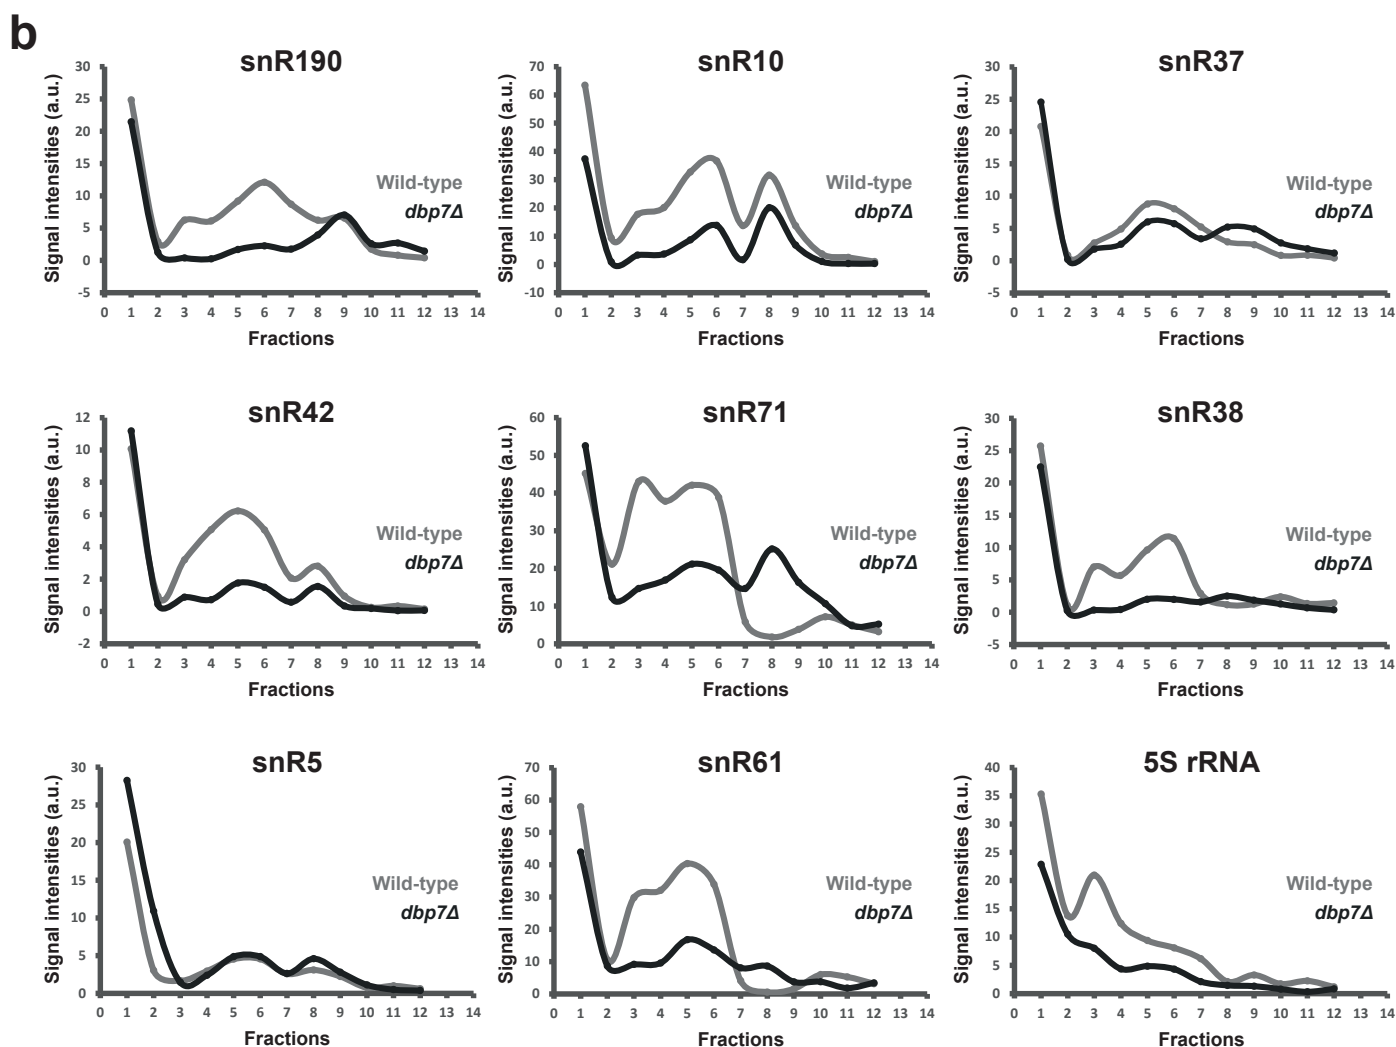 b
snR190
Signal intensities (a.u.)
30
25
20
15
10
5
0
-5
Wild-type
dbp7Δ
0 1 2 3 4 5 6 7 8 9 10 11 12 13 14
Fractions
snR10
Signal intensities (a.u.)
70
60
50
40
30
20
10
0
-10
Wild-type
dbp7Δ
0 1 2 3 4 5 6 7 8 9 10 11 12 13 14
Fractions
snR37
Signal intensities (a.u.)
30
25
20
15
10
5
0
-5
Wild-type
dbp7Δ
0 1 2 3 4 5 6 7 8 9 10 11 12 13 14
Fractions
snR42
Signal intensities (a.u.)
12
10
8
6
4
2
0
-2
Wild-type
dbp7Δ
0 1 2 3 4 5 6 7 8 9 10 11 12 13 14
Fractions
snR71
Signal intensities (a.u.)
60
50
40
30
20
10
0
Wild-type
dbp7Δ
0 1 2 3 4 5 6 7 8 9 10 11 12 13 14
Fractions
snR38
Signal intensities (a.u.)
30
25
20
15
10
5
0
-5
Wild-type
dbp7Δ
0 1 2 3 4 5 6 7 8 9 10 11 12 13 14
Fractions
snR5
Signal intensities (a.u.)
30
25
20
15
10
5
0
Wild-type
dbp7Δ
0 1 2 3 4 5 6 7 8 9 10 11 12 13 14
Fractions
snR61
Signal intensities (a.u.)
70
60
50
40
30
20
10
0
Wild-type
dbp7Δ
0 1 2 3 4 5 6 7 8 9 10 11 12 13 14
Fractions
5S rRNA
Signal intensities (a.u.)
40
35
30
25
20
15
10
5
0
Wild-type
dbp7Δ
0 1 2 3 4 5 6 7 8 9 10 11 12 13 14
Fractions